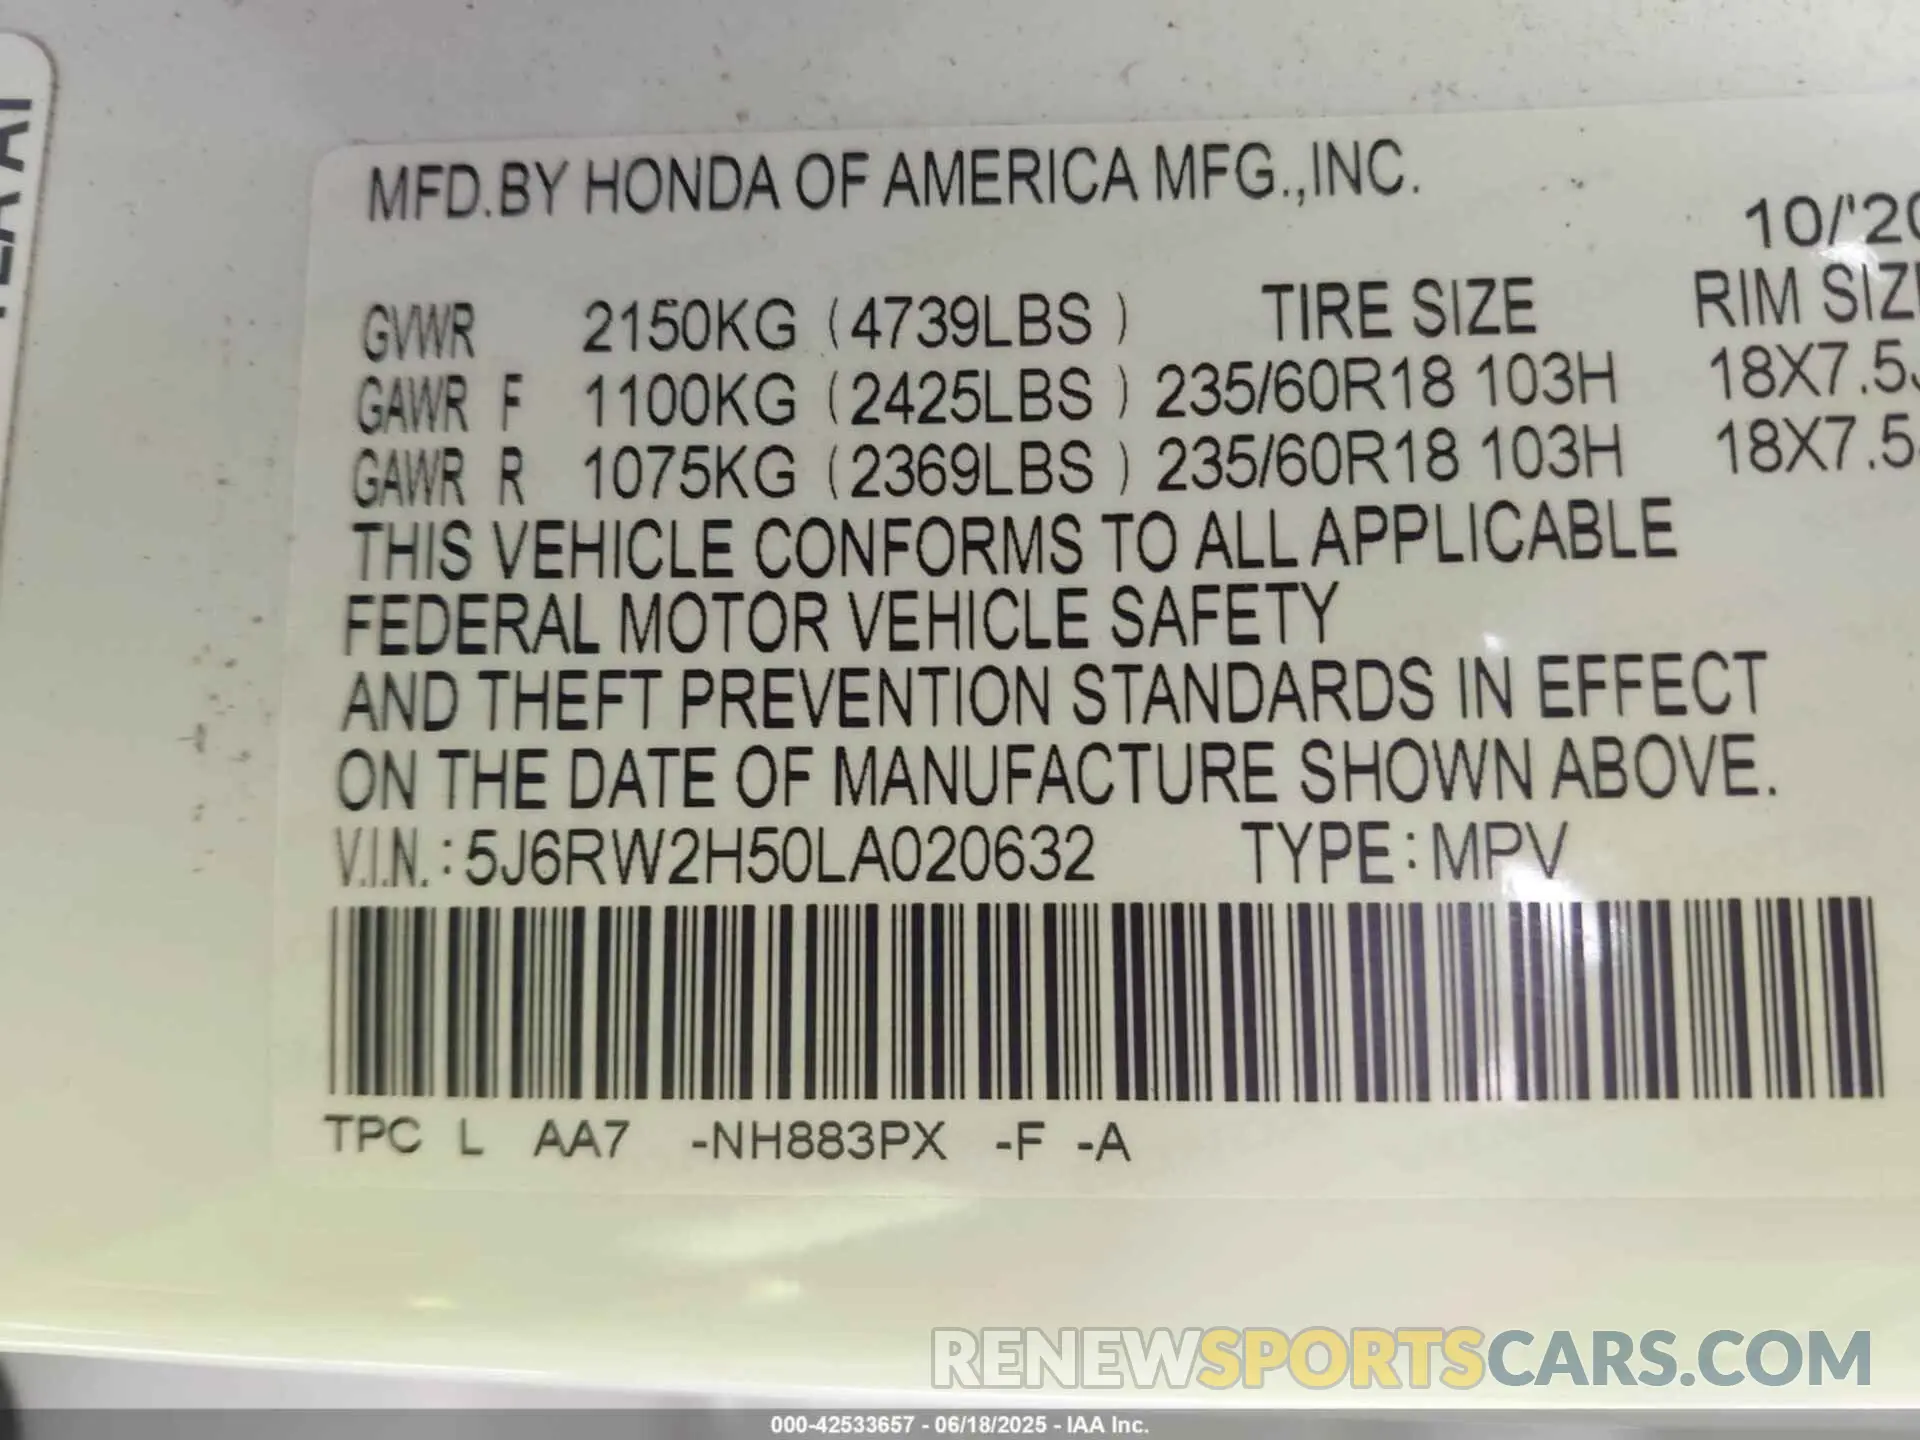 MFD.BY HONDA OF AMERICA MFG.,INC.
10/'20
GVWR 2150KG (4739LBS) TIRE SIZE RIM SIZE
GAWR F 1100KG (2425LBS) 235/60R18 103H 18X7.5J
GAWR R 1075KG (2369LBS) 235/60R18 103H 18X7.5
THIS VEHICLE CONFORMS TO ALL APPLICABLE
FEDERAL MOTOR VEHICLE SAFETY
AND THEFT PREVENTION STANDARDS IN EFFECT
ON THE DATE OF MANUFACTURE SHOWN ABOVE.
V.I.N.: 5J6RW2H50LA020632 TYPE: MPV
TPC L AA7 -NH883PX -F -A
RENEWSPORTSCARS.COM
000-42533657 - 06/18/2025 - IAA Inc.